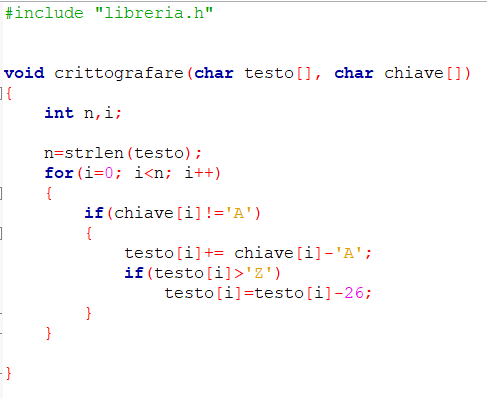 #include "libreria.h"
void crittografare(char testo[], char chiave[])
{
int n,i;
n=strlen(testo);
for(i=0; i<n; i++)
{
if(chiave[i]!='A')
{
testo[i]+= chiave[i]-'A';
if(testo[i]>'Z')
testo[i]=testo[i]-26;
}
}
}